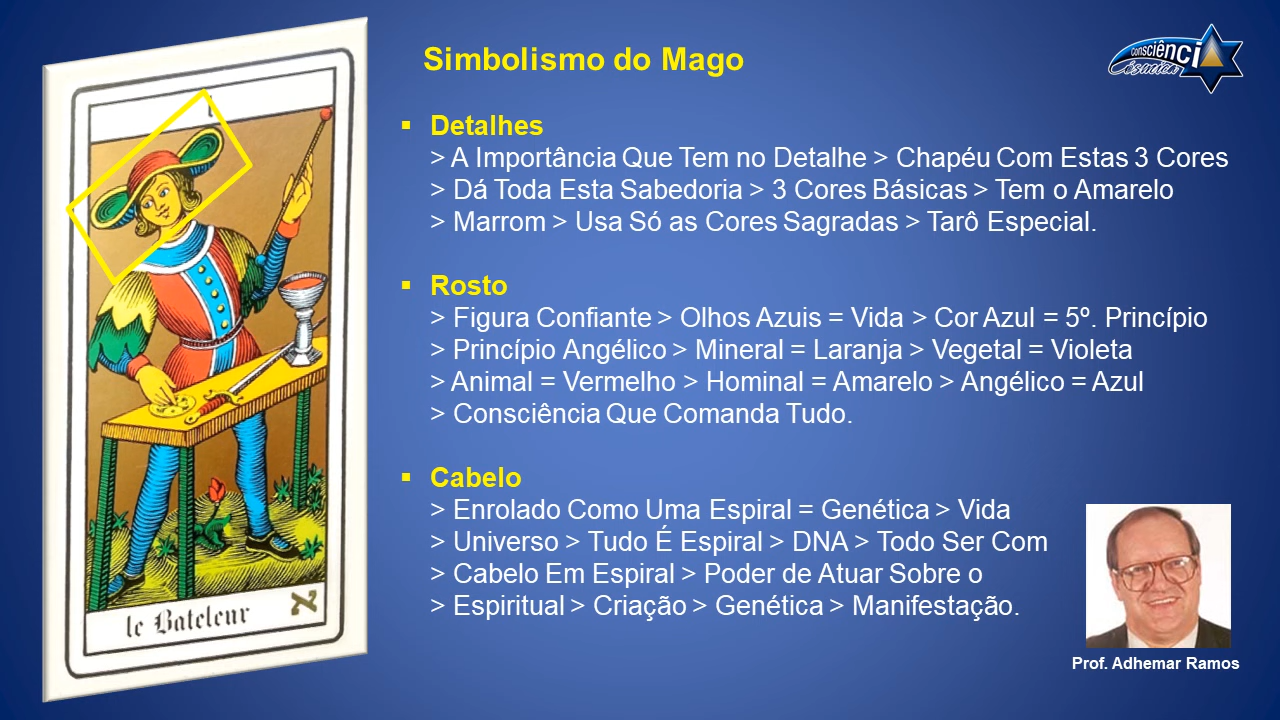 Simbolismo do Mago
Consciência
Cósmica
▪ Detalhes
> A Importância Que Tem no Detalhe > Chapéu Com Estas 3 Cores
> Dá Toda Esta Sabedoria > 3 Cores Básicas > Tem o Amarelo
> Marrom > Usa Só as Cores Sagradas > Tarô Especial.
▪ Rosto
> Figura Confiante > Olhos Azuis = Vida > Cor Azul = 5º. Princípio
> Princípio Angélico > Mineral = Laranja > Vegetal = Violeta
> Animal = Vermelho > Hominal = Amarelo > Angélico = Azul
> Consciência Que Comanda Tudo.
▪ Cabelo
> Enrolado Como Uma Espiral = Genética > Vida
> Universo > Tudo É Espiral > DNA > Todo Ser Com
> Cabelo Em Espiral > Poder de Atuar Sobre o
> Espiritual > Criação > Genética > Manifestação.
I
le Bateleur א
Prof. Adhemar Ramos